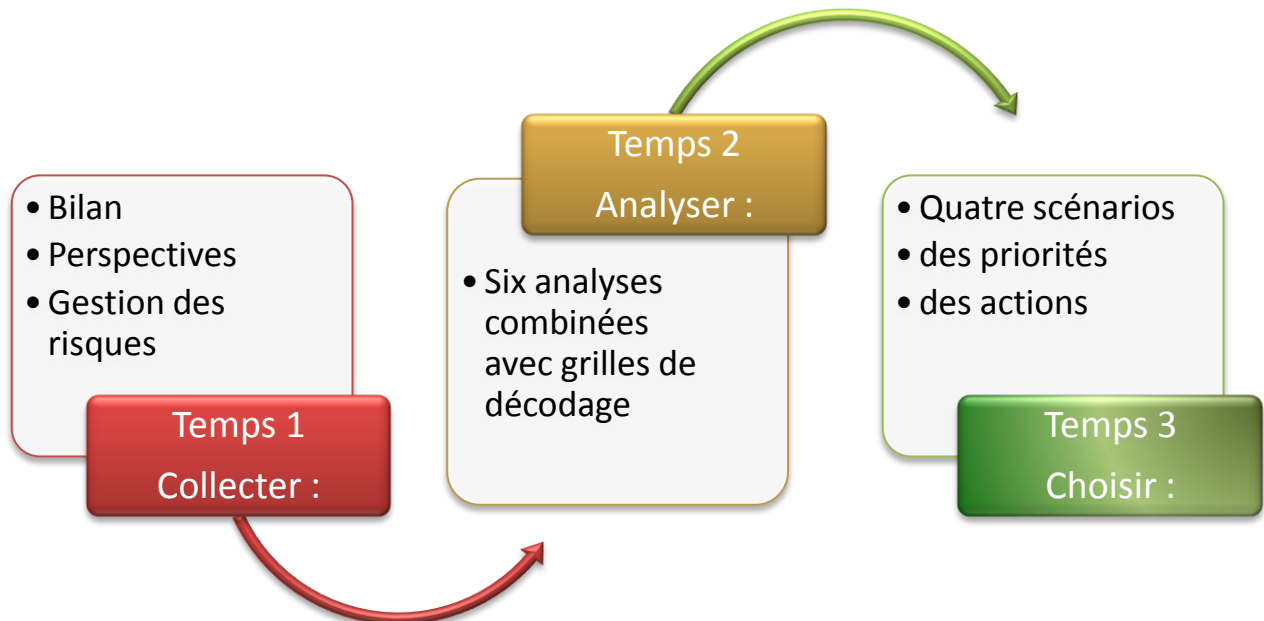 • Bilan
• Perspectives
• Gestion des
risques
Temps 1
Collecter :
Temps 2
Analyser :
• Six analyses
combinées
avec grilles de
décodage
• Quatre scénarios
• des priorités
• des actions
Temps 3
Choisir :